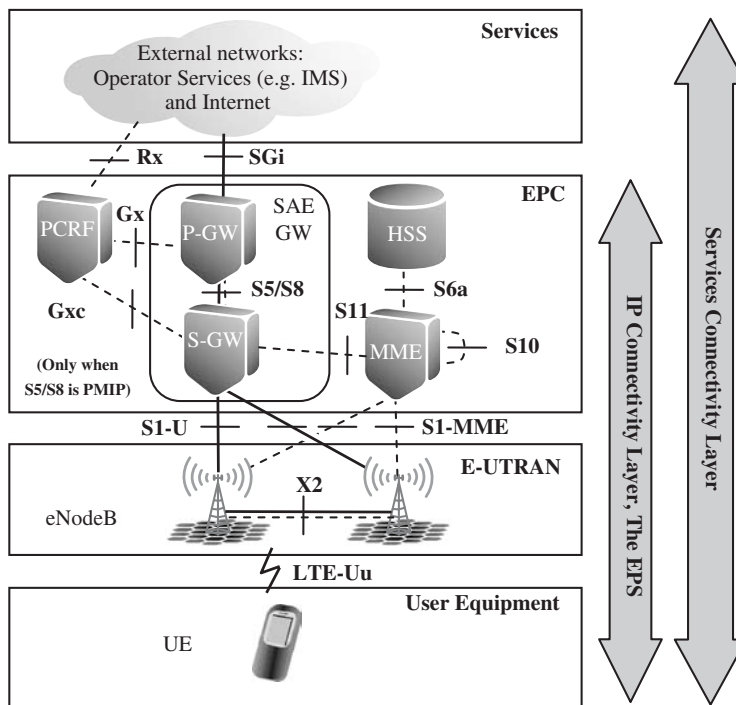 Services
External networks:
Operator Services (e.g. IMS)
and Internet
Rx
SGi
EPC
SAE
GW
PCRF
Gx
P-GW
HSS
S5/S8
S6a
Gxc
S11
S-GW
MME
S10
(Only when
S5/S8 is PMIP)
S1-U
S1-MME
E-UTRAN
X2
eNodeB
LTE-Uu
User Equipment
UE
IP Connectivity Layer, The EPS
Services Connectivity Layer